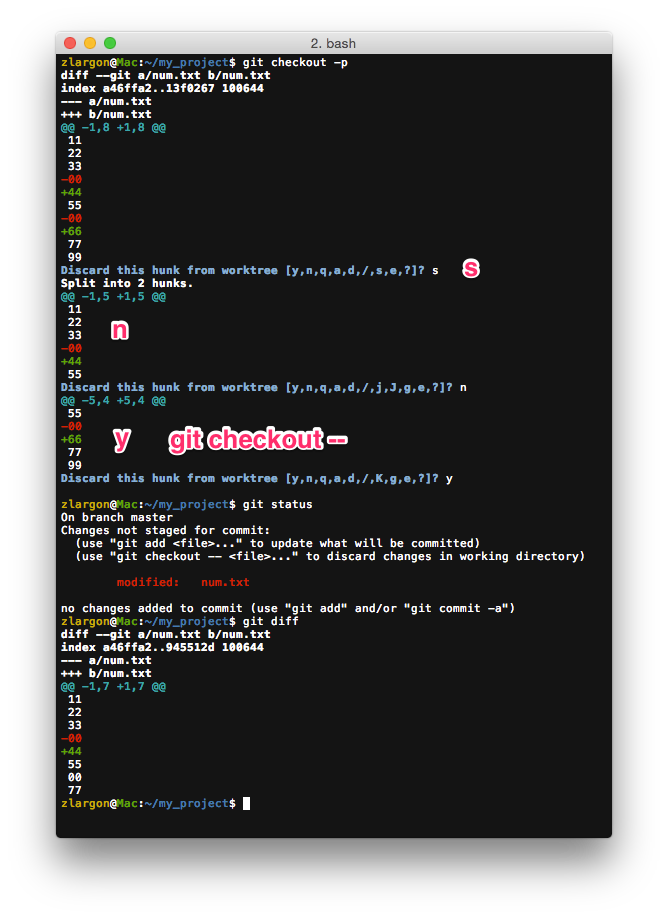 2. bash
zlargon@Mac:~/my_project$ git checkout -p
diff --git a/num.txt b/num.txt
index a46ffa2..13f0267 100644
--- a/num.txt
+++ b/num.txt
@@ -1,8 +1,8 @@
 11
 22
 33
-00
+44
 55
-00
+66
 77
 99
Discard this hunk from worktree [y,n,q,a,d,/,s,e,?]? s s
Split into 2 hunks.
@@ -1,5 +1,5 @@
 11
 22
 33 n
-00
+44
 55
Discard this hunk from worktree [y,n,q,a,d,/,j,J,g,e,?]? n
@@ -5,4 +5,4 @@
 55
-00
+66 y git checkout --
 77
 99
Discard this hunk from worktree [y,n,q,a,d,/,K,g,e,?]? y
zlargon@Mac:~/my_project$ git status
On branch master
Changes not staged for commit:
  (use "git add <file>..." to update what will be committed)
  (use "git checkout -- <file>..." to discard changes in working directory)
        modified:   num.txt
no changes added to commit (use "git add" and/or "git commit -a")
zlargon@Mac:~/my_project$ git diff
diff --git a/num.txt b/num.txt
index a46ffa2..945512d 100644
--- a/num.txt
+++ b/num.txt
@@ -1,7 +1,7 @@
 11
 22
 33
-00
+44
 55
 00
 77
zlargon@Mac:~/my_project$